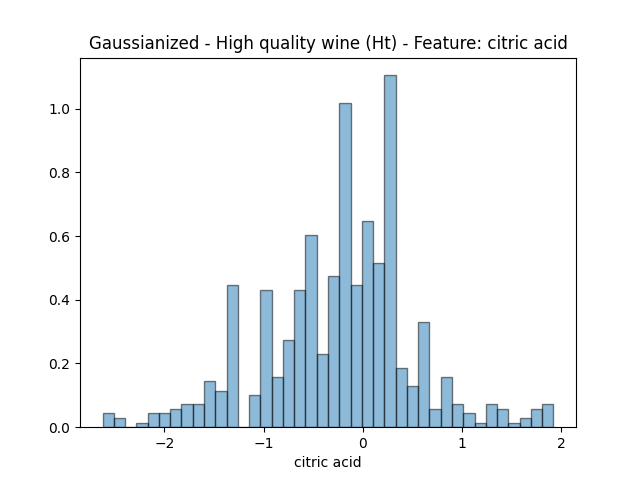 Gaussianized - High quality wine (Ht) - Feature: citric acid
1.0
0.8
0.6
0.4
0.2
0.0
−2 −1 0 1 2
citric acid